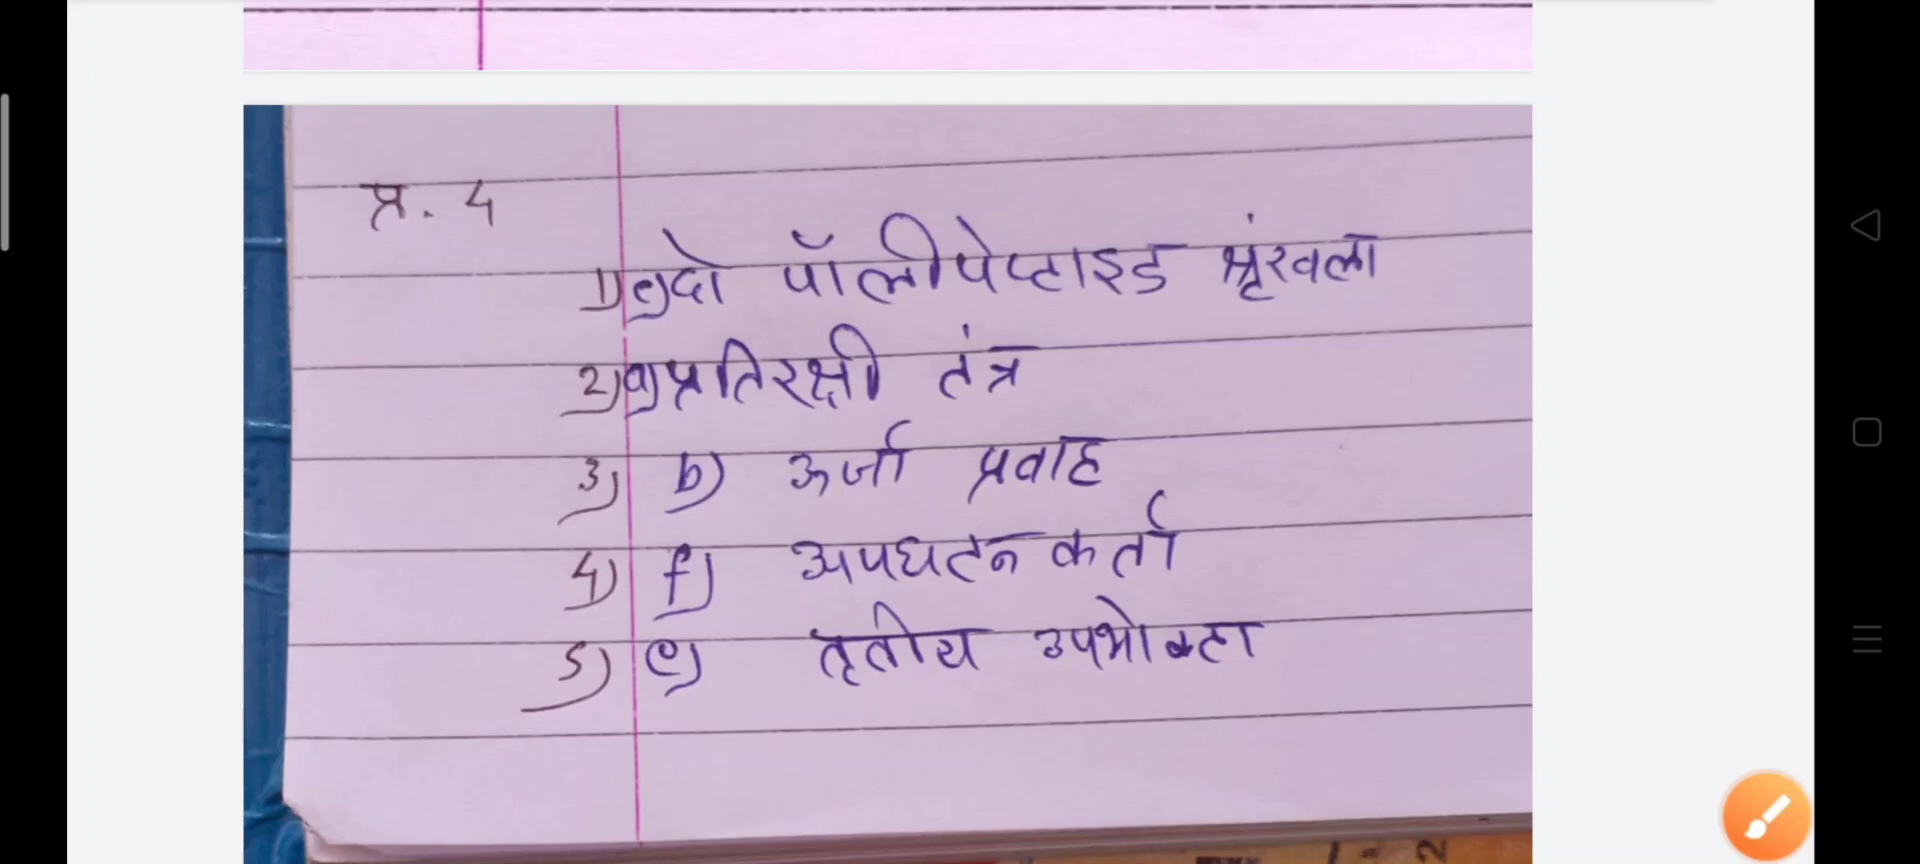 प्र. 4
1) c) दो पॉलीपेप्टाइड श्रृंखला
2) a) प्रतिरक्षी तंत्र
3) b) ऊर्जा प्रवाह
4) f) अपघटन कर्ता
5) e) तृतीय उपभोक्ता